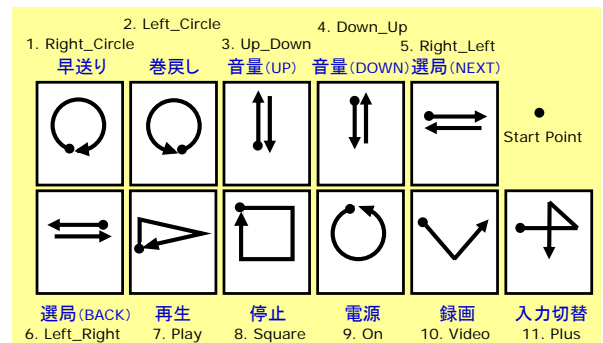 2. Left_Circle
4. Down_Up
1. Right_Circle
3. Up_Down
5. Right_Left
早送り
巻戻し
音量(UP)
音量(DOWN)
選局(NEXT)
Start Point
選局(BACK)
再生
停止
電源
録画
入力切替
6. Left_Right
7. Play
8. Square
9. On
10. Video
11. Plus